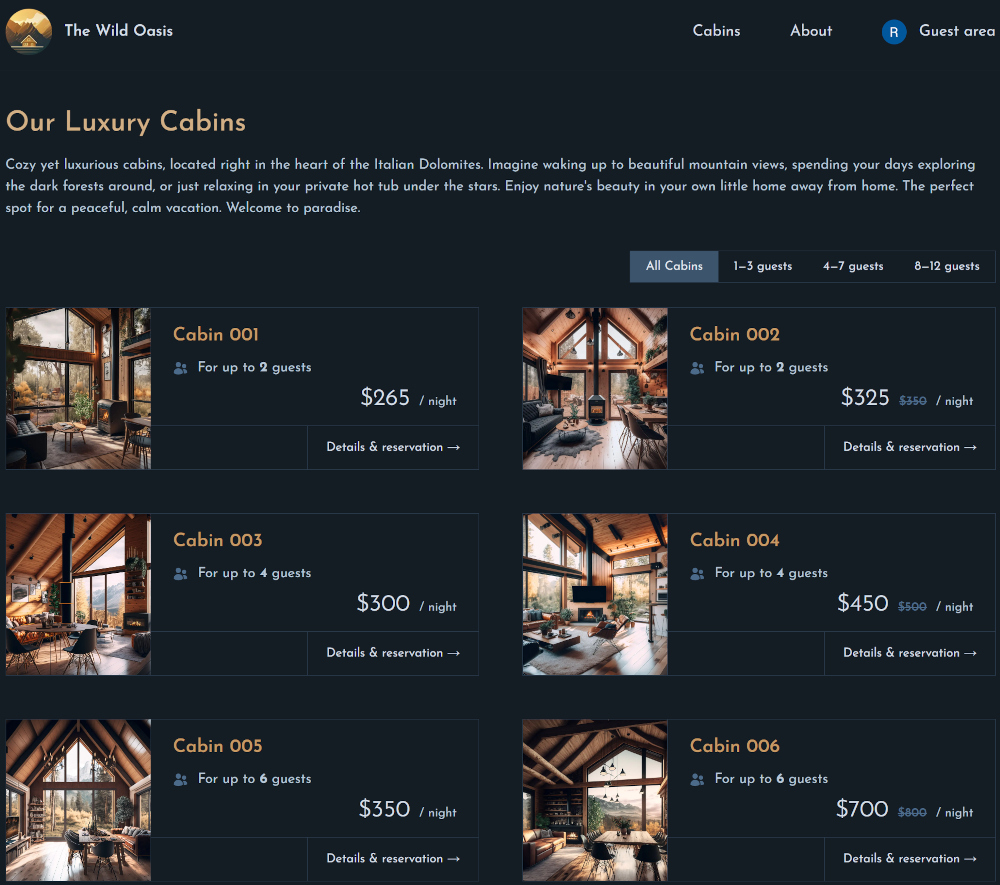 The Wild Oasis
Cabins
About
R
Guest area
Our Luxury Cabins
Cozy yet luxurious cabins, located right in the heart of the Italian Dolomites. Imagine waking up to beautiful mountain views, spending your days exploring
the dark forests around, or just relaxing in your private hot tub under the stars. Enjoy nature's beauty in your own little home away from home. The perfect
spot for a peaceful, calm vacation. Welcome to paradise.
All Cabins
1–3 guests
4–7 guests
8–12 guests
Cabin 001
For up to 2 guests
$265 / night
Details & reservation →
Cabin 002
For up to 2 guests
$325 $350 / night
Details & reservation →
Cabin 003
For up to 4 guests
$300 / night
Details & reservation →
Cabin 004
For up to 4 guests
$450 $500 / night
Details & reservation →
Cabin 005
For up to 6 guests
$350 / night
Details & reservation →
Cabin 006
For up to 6 guests
$700 $800 / night
Details & reservation →